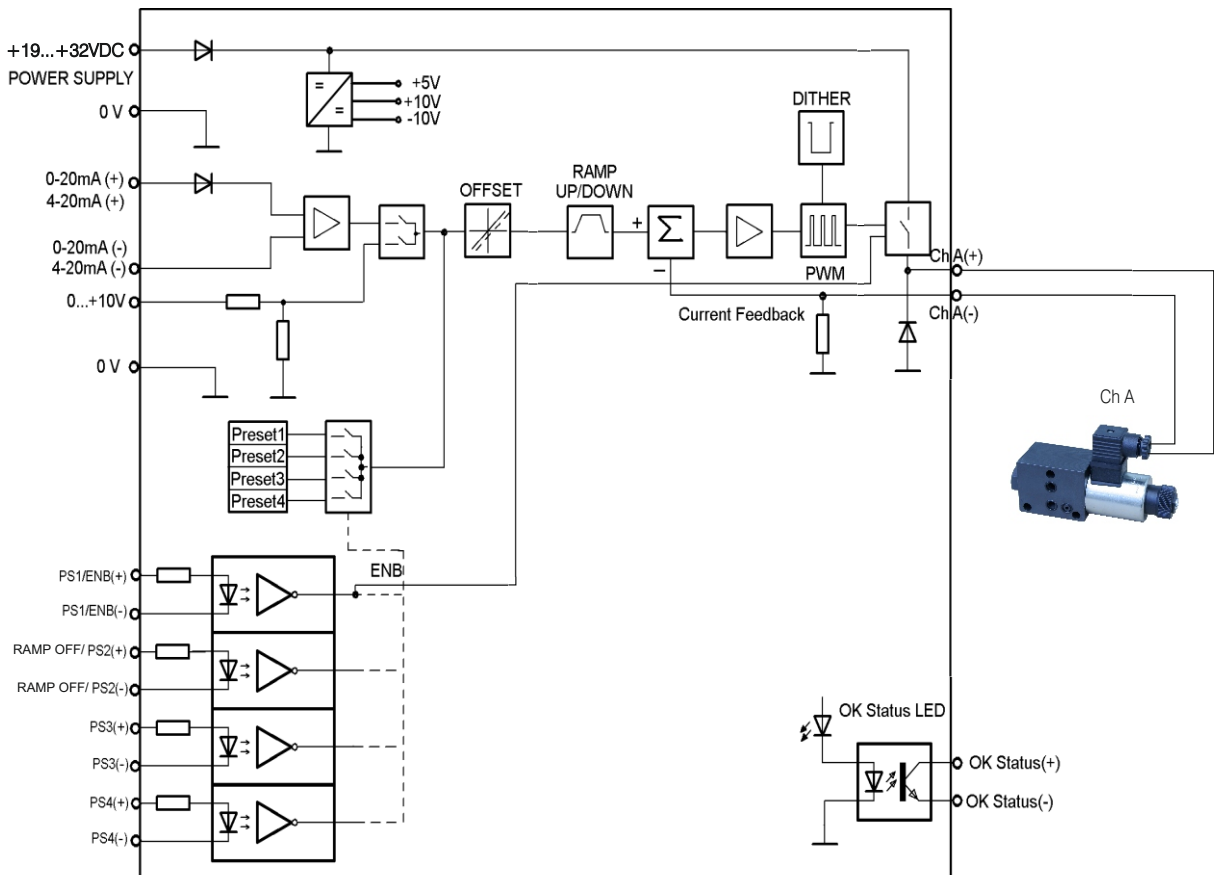 +19...+32VDC
POWER SUPPLY
0 V
+5V
+10V
-10V
DITHER
0-20mA (+)
4-20mA (+)
OFFSET
RAMP
UP/DOWN
+
Σ
−
PWM
0-20mA (-)
4-20mA (-)
0...+10V
0 V
Current Feedback
Ch A(+)
Ch A(-)
Ch A
Preset1
Preset2
Preset3
Preset4
ENB
PS1/ENB(+)
PS1/ENB(-)
RAMP OFF/ PS2(+)
RAMP OFF/ PS2(-)
PS3(+)
PS3(-)
PS4(+)
PS4(-)
OK Status LED
OK Status(+)
OK Status(-)